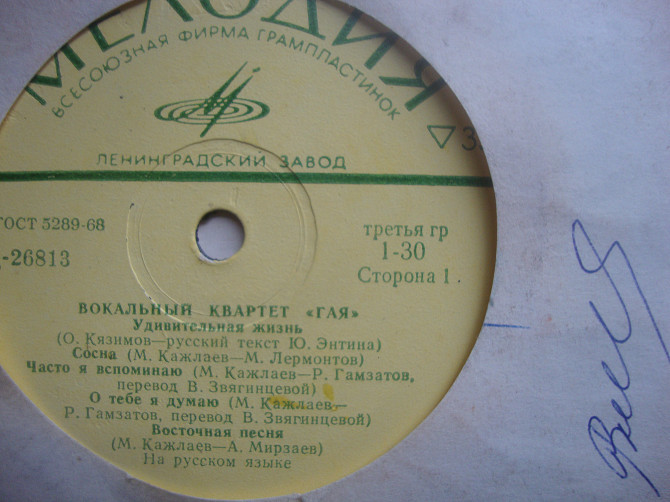 МЕЛОДИЯ
ВСЕСОЮЗНАЯ ФИРМА ГРАМПЛАСТИНОК
ЛЕНИНГРАДСКИЙ ЗАВОД
ГОСТ 5289-68
-26813
третья гр
1-30
Сторона 1
ВОКАЛЬНЫЙ КВАРТЕТ «ГАЯ»
Удивительная жизнь
(О. Кязимов—русский текст Ю. Энтина)
Сосна (М. Кажлаев—М. Лермонтов)
Часто я вспоминаю (М. Кажлаев—Р. Гамзатов,
перевод В. Звягинцевой)
О тебе я думаю (М. Кажлаев—
Р. Гамзатов, перевод В. Звягинцевой)
Восточная песня
(М. Кажлаев—А. Мирзаев)
На русском языке